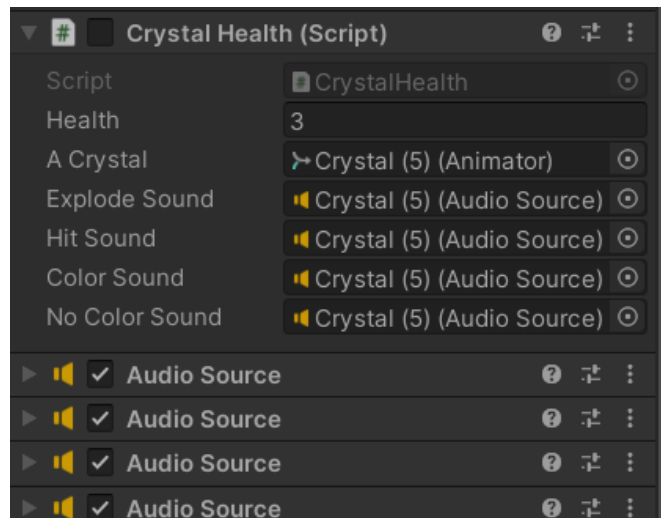 Crystal Health (Script)
Script CrystalHealth
Health 3
A Crystal Crystal (5) (Animator)
Explode Sound Crystal (5) (Audio Source)
Hit Sound Crystal (5) (Audio Source)
Color Sound Crystal (5) (Audio Source)
No Color Sound Crystal (5) (Audio Source)
Audio Source
Audio Source
Audio Source
Audio Source